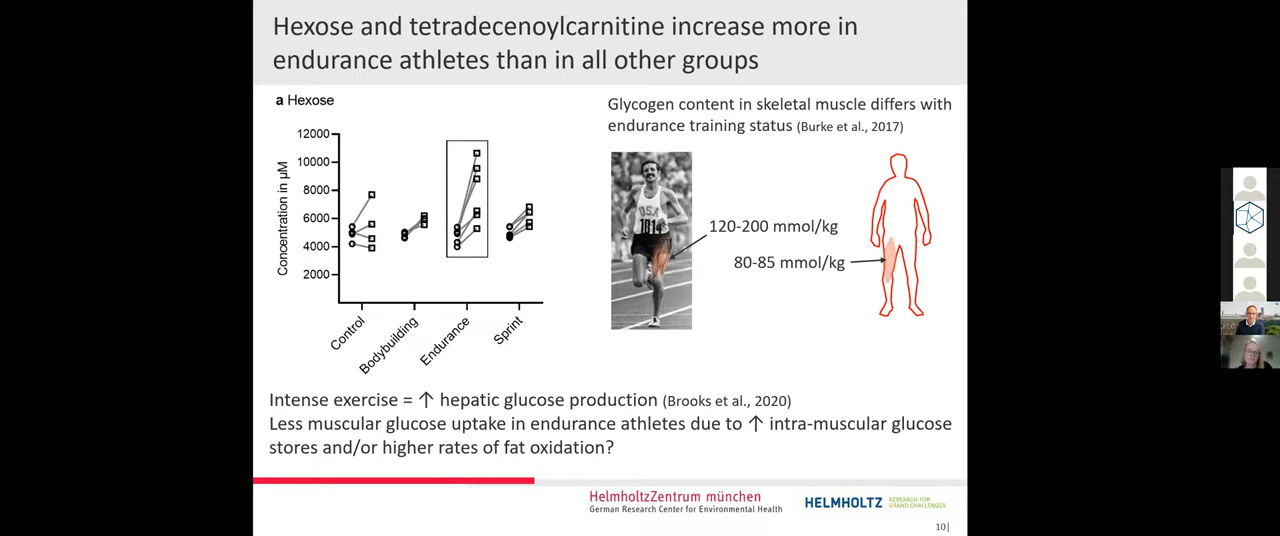 Hexose and tetradecenoylcarnitine increase more in
endurance athletes than in all other groups
a Hexose
Concentration in µM
12000
10000
8000
6000
4000
2000
Control
Bodybuilding
Endurance
Sprint
Glycogen content in skeletal muscle differs with
endurance training status (Burke et al., 2017)
USA
1014
120-200 mmol/kg
80-85 mmol/kg
Intense exercise = ↑ hepatic glucose production (Brooks et al., 2020)
Less muscular glucose uptake in endurance athletes due to ↑ intra-muscular glucose
stores and/or higher rates of fat oxidation?
HelmholtzZentrum münchen
German Research Center for Environmental Health
HELMHOLTZ
RESEARCH FOR
GRAND CHALLENGES
10|